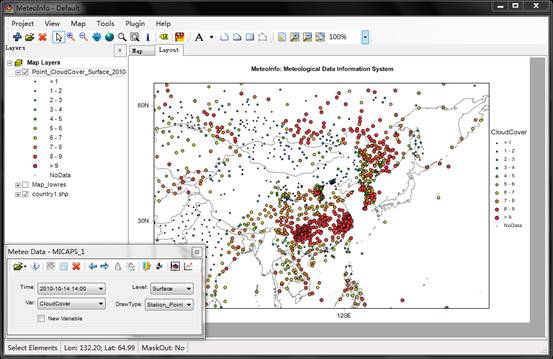 MeteoInfo - Default
Project View Map Tools Plugin Help
100%
Layers
Map Layout
Map Layers
Point_CloudCover_Surface_2010-
< 1
1 - 2
2 - 3
3 - 4
4 - 5
5 - 6
6 - 7
7 - 8
8 - 9
> 9
NoData
Map_lowres
country1.shp
MeteoInfo: Meteological Data Information System
60N
30N
120E
CloudCover
< 1
1 - 2
2 - 3
3 - 4
4 - 5
5 - 6
6 - 7
7 - 8
8 - 9
> 9
NoData
Meteo Data - MICAPS_1
Time: 2010-10-14 14:00 Level: Surface
Var: CloudCover DrawType: Station_Point
New Variable
Select Elements Lon: 132.20; Lat: 64.99 MaskOut: No